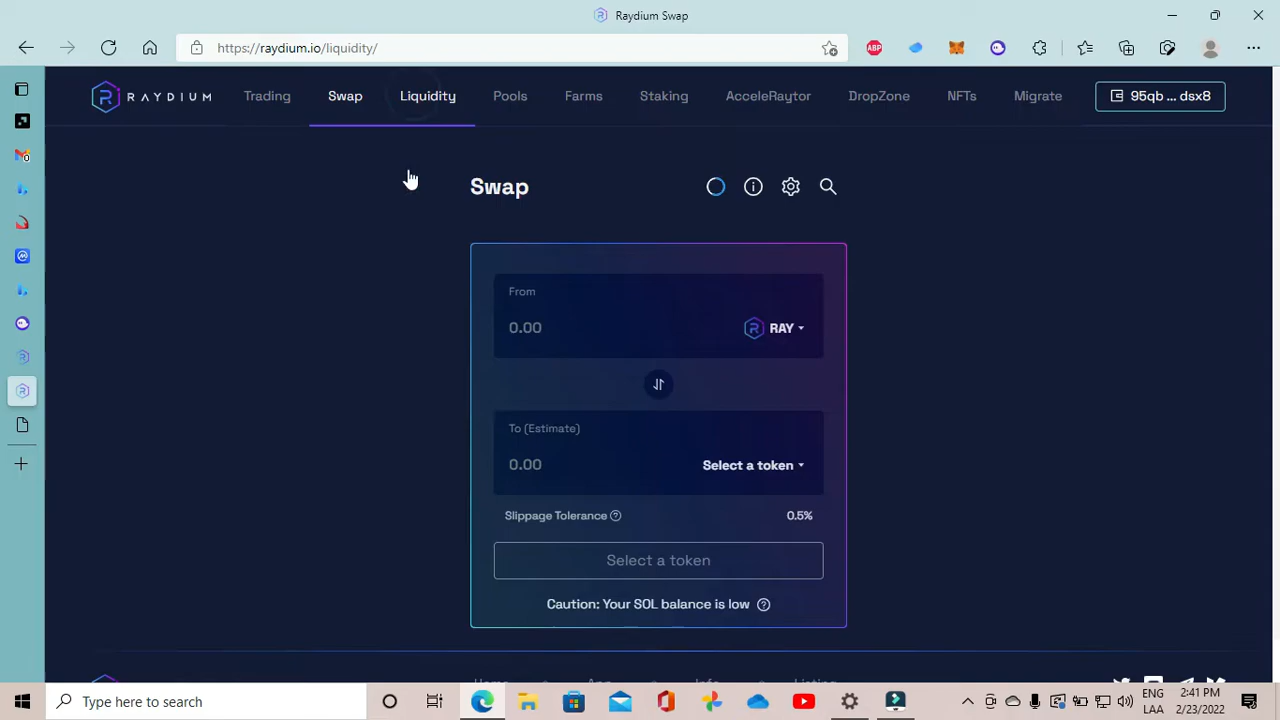 Raydium Swap
https://raydium.io/liquidity/
ABP
RAYDIUM Trading Swap Liquidity Pools Farms Staking AcceleRaytor DropZone NFTs Migrate 95qb ... dsx8
Swap
From
0.00 RAY
To (Estimate)
0.00 Select a token
Slippage Tolerance 0.5%
Select a token
Caution: Your SOL balance is low
Type here to search
ENG 2:41 PM
LAA 2/23/2022